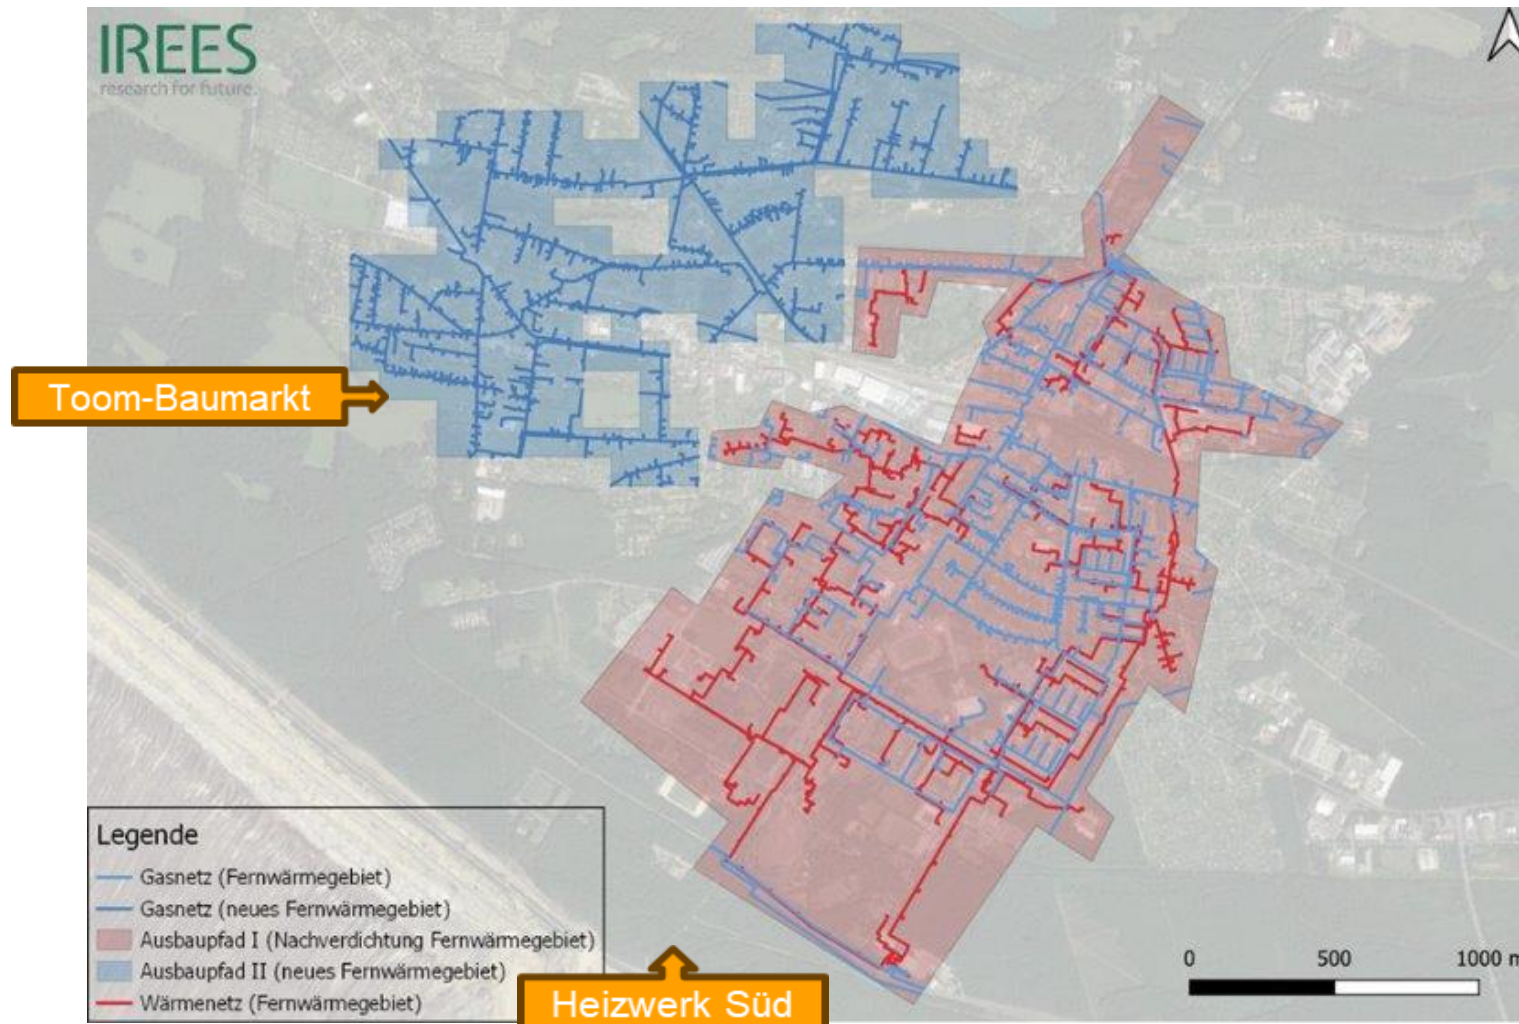 IREES
research for future.
Toom-Baumarkt
Legende
Gasnetz (Fernwärmegebiet)
Gasnetz (neues Fernwärmegebiet)
Ausbaupfad I (Nachverdichtung Fernwärmegebiet)
Ausbaupfad II (neues Fernwärmegebiet)
Wärmenetz (Fernwärmegebiet)
Heizwerk Süd
0 500 1000 m